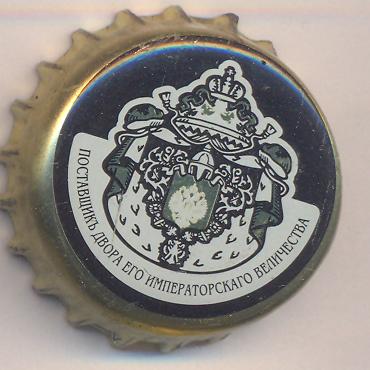 ПОСТАВЩИКЪ ДВОРА ЕГО ИМПЕРАТОРСКАГО ВЕЛИЧЕСТВА